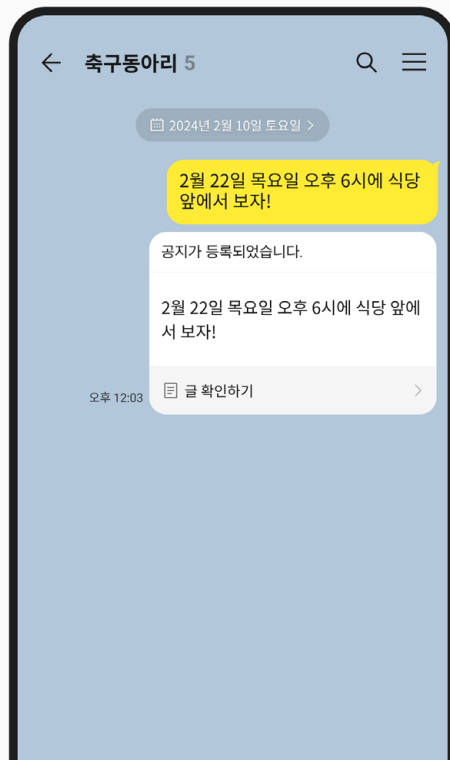 축구동아리 5
2024년 2월 10일 토요일
2월 22일 목요일 오후 6시에 식당
앞에서 보자!
공지가 등록되었습니다.
2월 22일 목요일 오후 6시에 식당 앞에
서 보자!
글 확인하기
오후 12:03